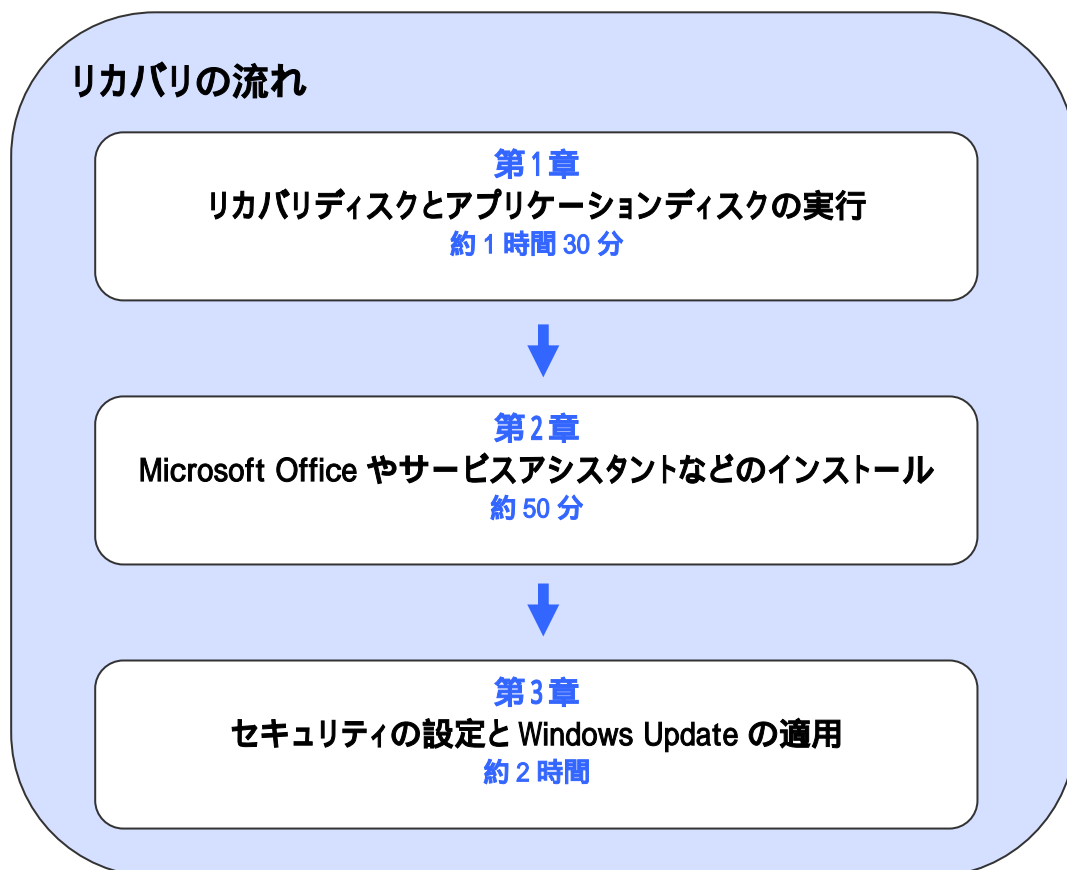 リカバリの流れ
第1章
リカバリディスクとアプリケーションディスクの実行
約 1 時間 30 分
第2章
Microsoft Office やサービスアシスタントなどのインストール
約 50 分
第3章
セキュリティの設定と Windows Update の適用
約 2 時間